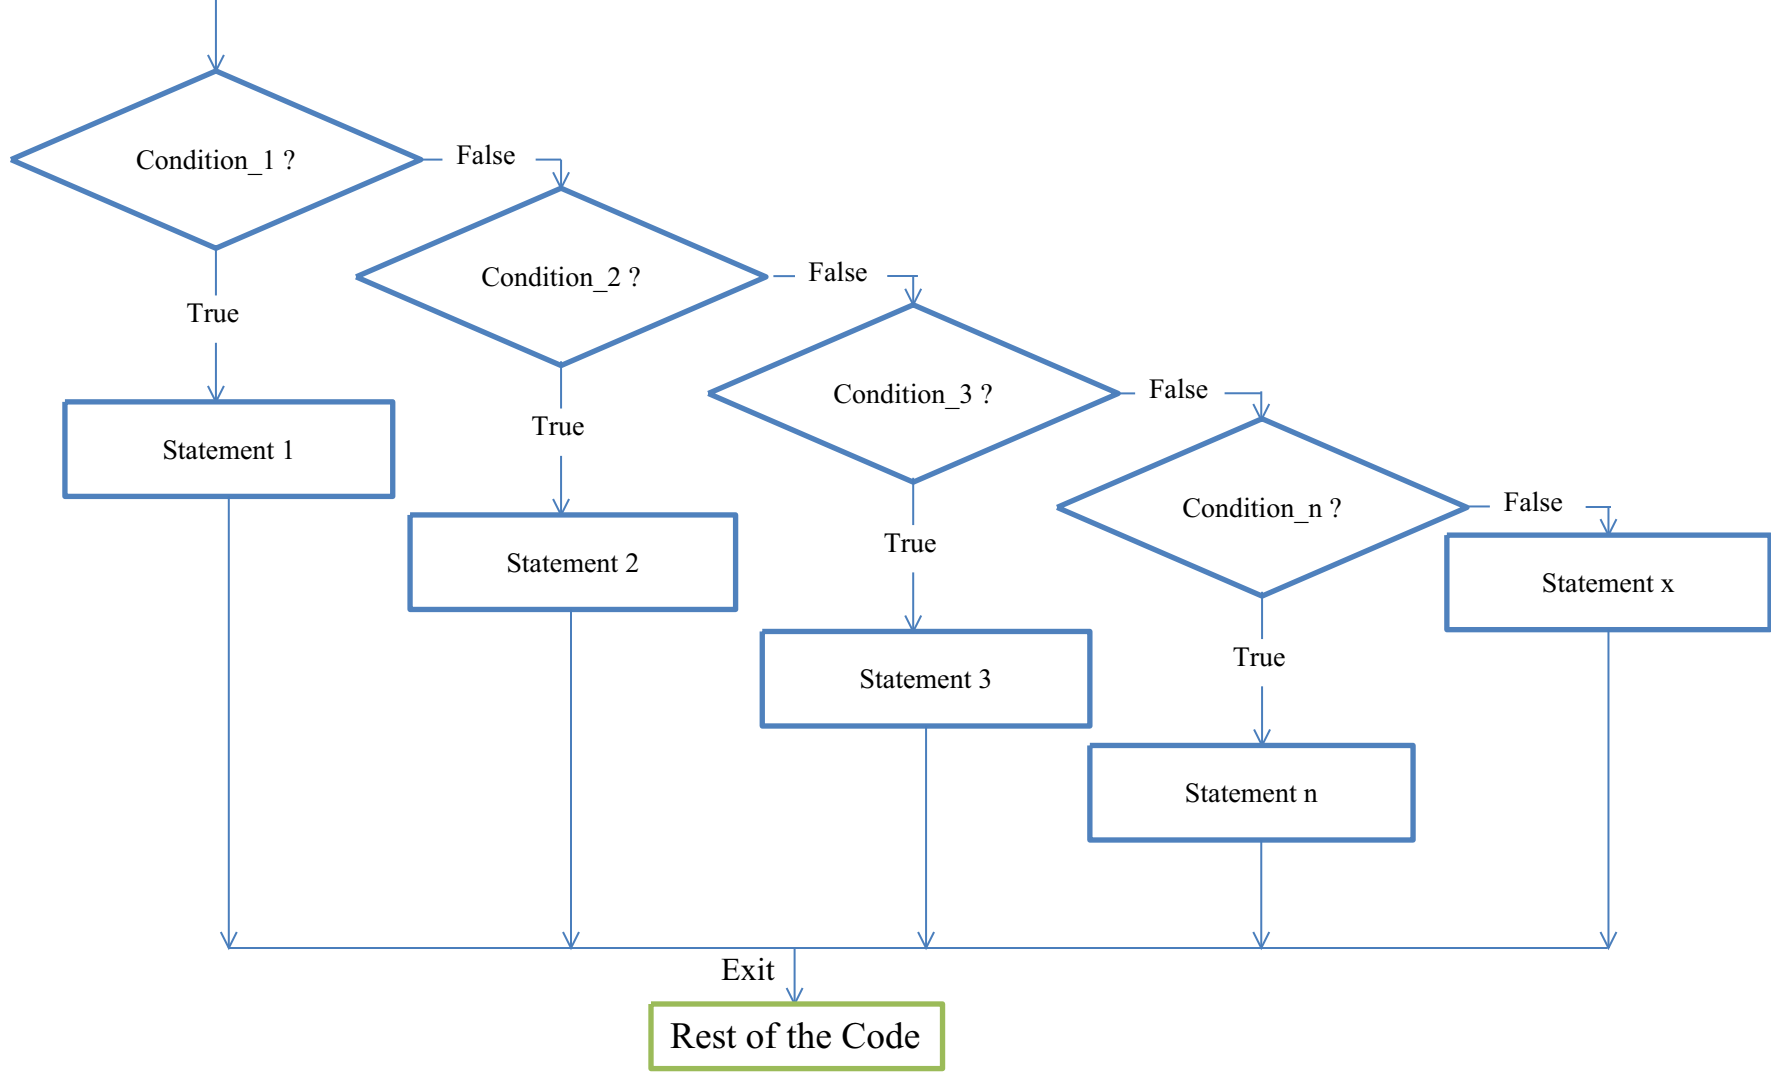 Condition_1 ?
False
True
Statement 1
Condition_2 ?
False
True
Statement 2
Condition_3 ?
False
True
Statement 3
Condition_n ?
False
True
Statement n
Statement x
Exit
Rest of the Code